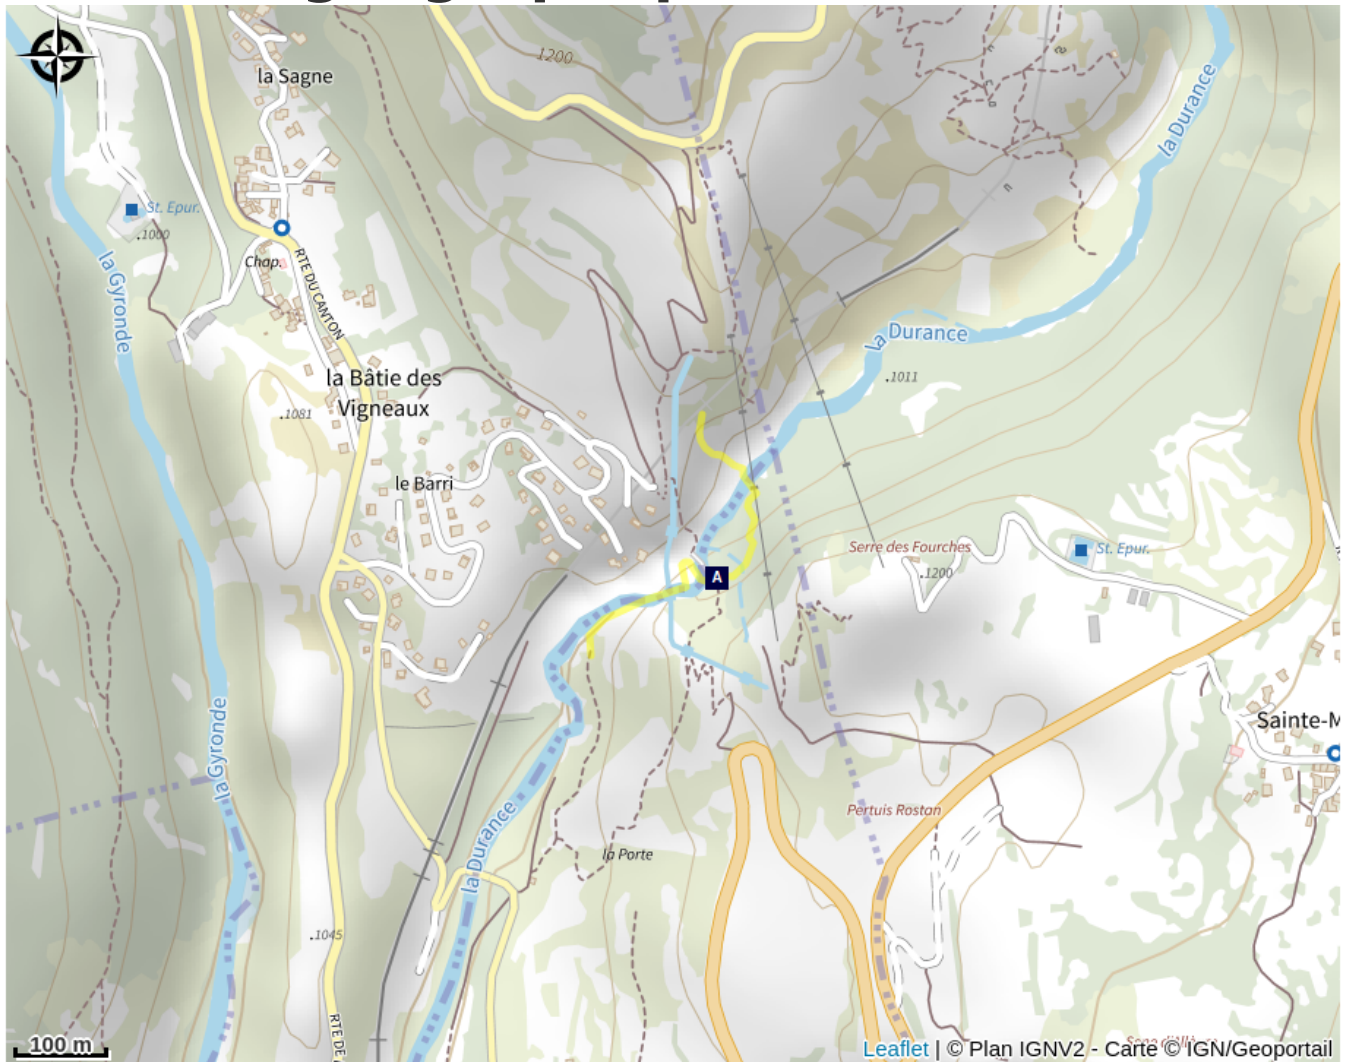 1200
la Sagne
la Durance
St. Epur.
.1000
Chap.
la Gyronde
RTE DU CANTON
la Durance
la Bâtie des
Vigneaux
.1011
.1081
le Barri
Serre des Fourches
St. Epur.
.1200
A
la Gyronde
Sainte-M
Pertuis Rostan
la Durance
la Porte
.1045
RTE DE
100 m
Leaflet | © Plan IGNV2 - Carte © IGN/Geoportail